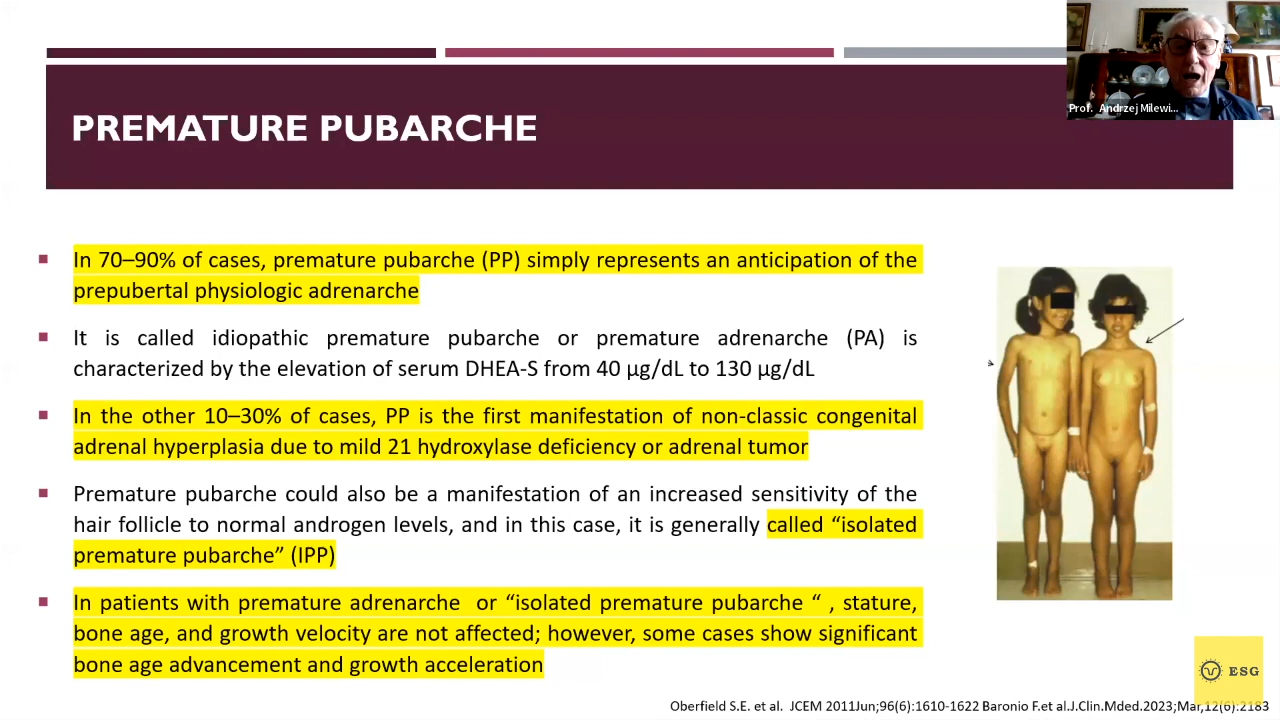 Prof. Andrzej Milewi...
PREMATURE PUBARCHE
In 70–90% of cases, premature pubarche (PP) simply represents an anticipation of the
prepubertal physiologic adrenarche
It is called idiopathic premature pubarche or premature adrenarche (PA) is
characterized by the elevation of serum DHEA-S from 40 µg/dL to 130 µg/dL
In the other 10–30% of cases, PP is the first manifestation of non-classic congenital
adrenal hyperplasia due to mild 21 hydroxylase deficiency or adrenal tumor
Premature pubarche could also be a manifestation of an increased sensitivity of the
hair follicle to normal androgen levels, and in this case, it is generally called “isolated
premature pubarche” (IPP)
In patients with premature adrenarche or “isolated premature pubarche “ , stature,
bone age, and growth velocity are not affected; however, some cases show significant
bone age advancement and growth acceleration
ESG
Oberfield S.E. et al. JCEM 2011Jun;96(6):1610-1622 Baronio F.et al.J.Clin.Mded.2023;Mar,12(6):2183